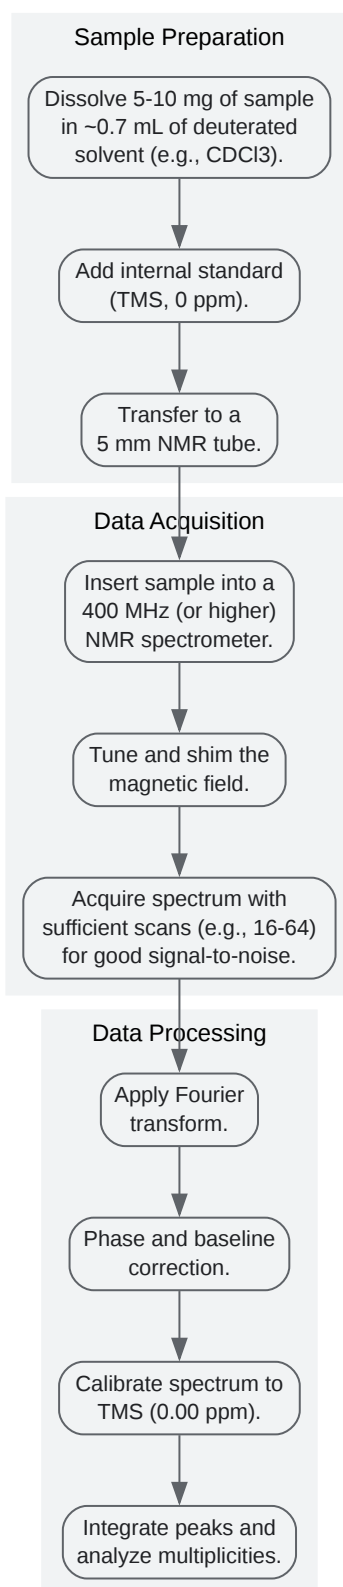 Sample Preparation
Dissolve 5-10 mg of sample
in ~0.7 mL of deuterated
solvent (e.g., CDCl3).
Add internal standard
(TMS, 0 ppm).
Transfer to a
5 mm NMR tube.
Data Acquisition
Insert sample into a
400 MHz (or higher)
NMR spectrometer.
Tune and shim the
magnetic field.
Acquire spectrum with
sufficient scans (e.g., 16-64)
for good signal-to-noise.
Data Processing
Apply Fourier
transform.
Phase and baseline
correction.
Calibrate spectrum to
TMS (0.00 ppm).
Integrate peaks and
analyze multiplicities.